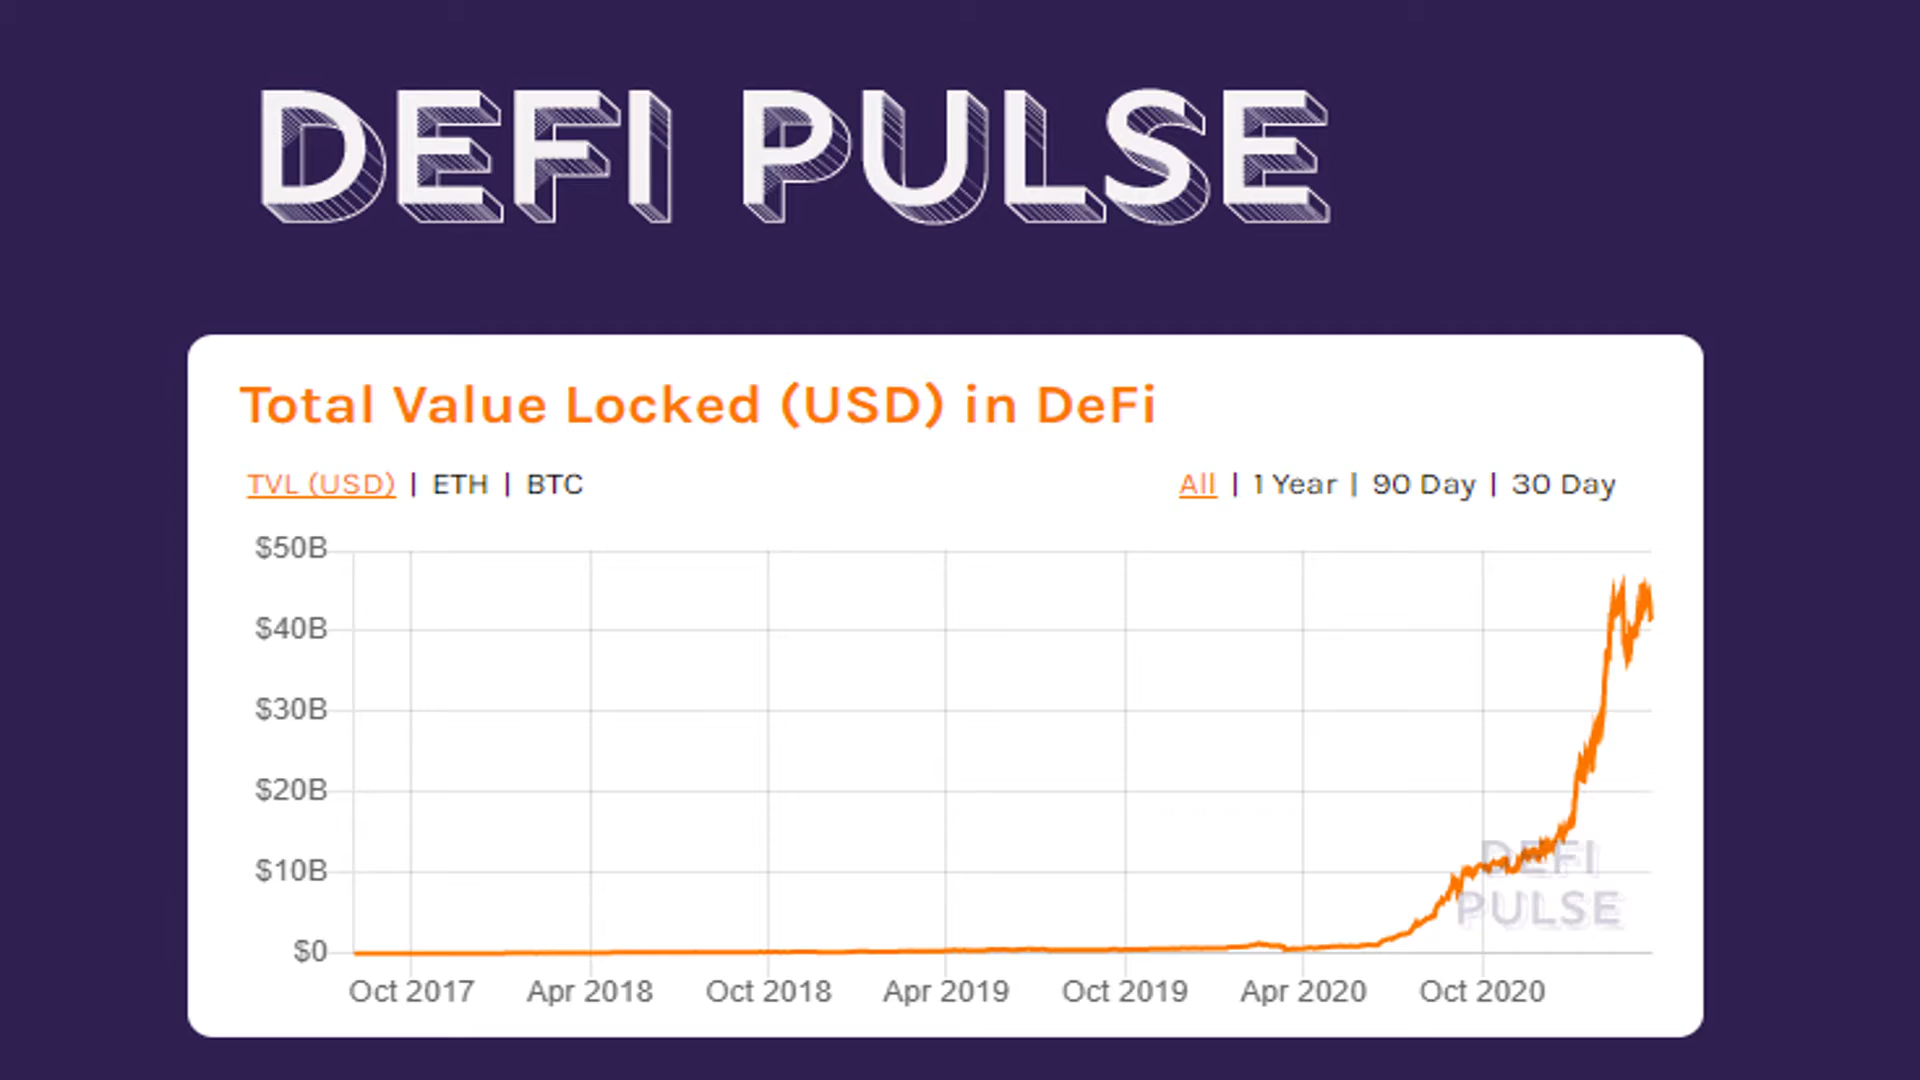 DEFI PULSE
Total Value Locked (USD) in DeFi
TVL (USD) | ETH | BTC
All | 1 Year | 90 Day | 30 Day
$50B
$40B
$30B
$20B
$10B
$0
DEFI
PULSE
Oct 2017 Apr 2018 Oct 2018 Apr 2019 Oct 2019 Apr 2020 Oct 2020